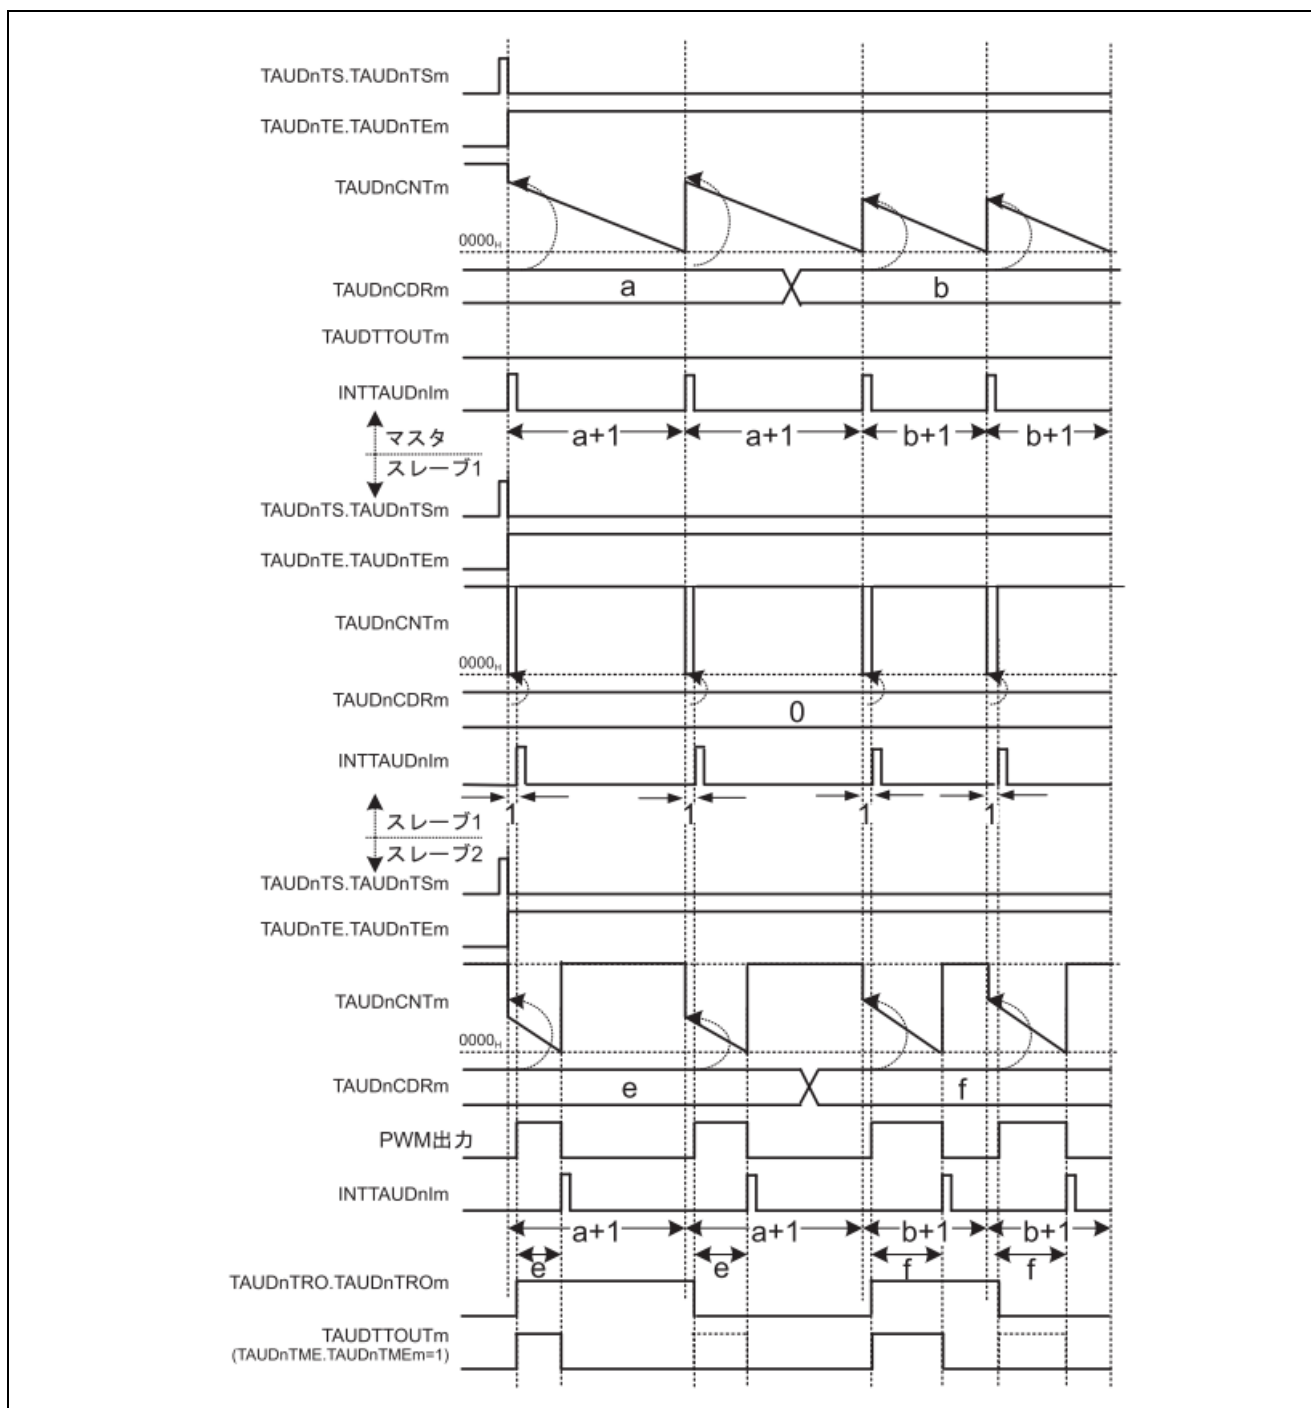 TAUDnTS.TAUDnTSm
TAUDnTE.TAUDnTEm
TAUDnCNTm
0000H
TAUDnCDRm
a
b
TAUDTTOUTm
INTTAUDnIm
a+1
a+1
b+1
b+1
マスタ
スレーブ1
TAUDnTS.TAUDnTSm
TAUDnTE.TAUDnTEm
TAUDnCNTm
0000H
TAUDnCDRm
0
INTTAUDnIm
1
1
1
1
スレーブ1
スレーブ2
TAUDnTS.TAUDnTSm
TAUDnTE.TAUDnTEm
TAUDnCNTm
0000H
TAUDnCDRm
e
f
PWM出力
INTTAUDnIm
a+1
a+1
b+1
b+1
e
e
f
f
TAUDnTRO.TAUDnTROm
TAUDTTOUTm
(TAUDnTME.TAUDnTMEm=1)